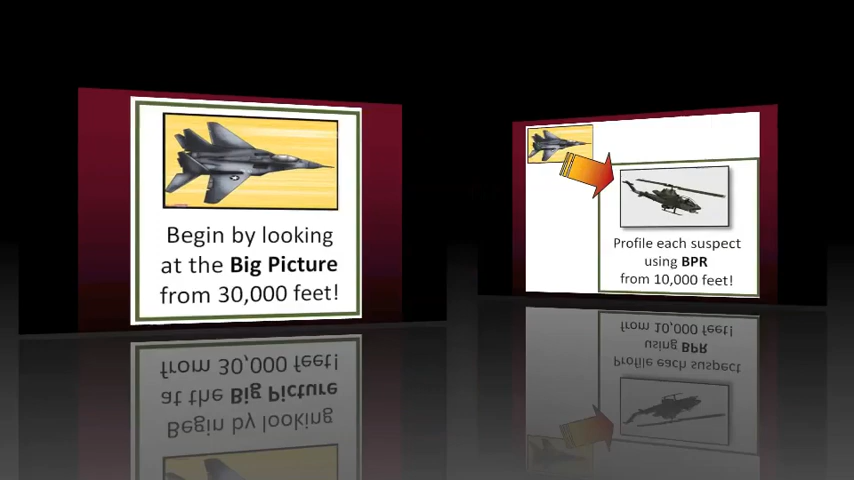 Begin by looking
at the Big Picture
from 30,000 feet!
Profile each suspect
using BPR
from 10,000 feet!